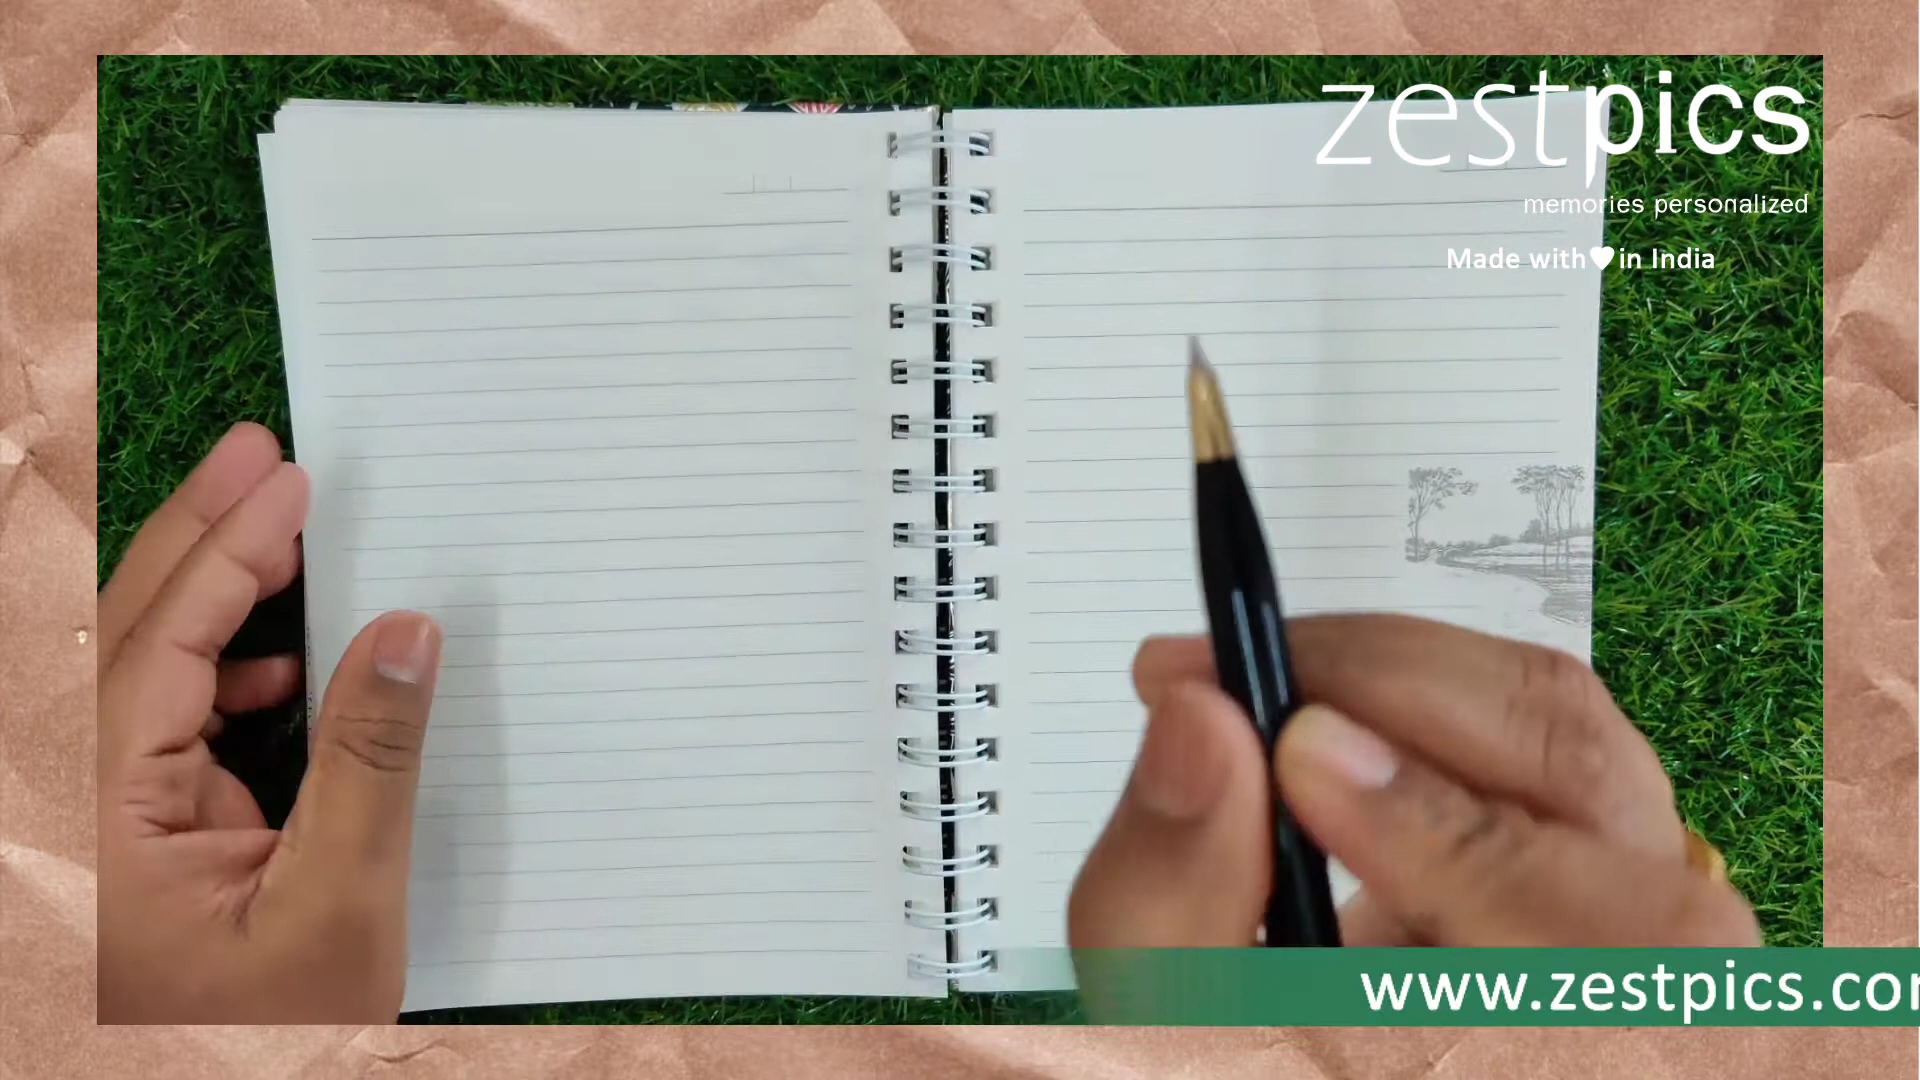 zestpics
memories personalized
Made with♥in India
www.zestpics.co